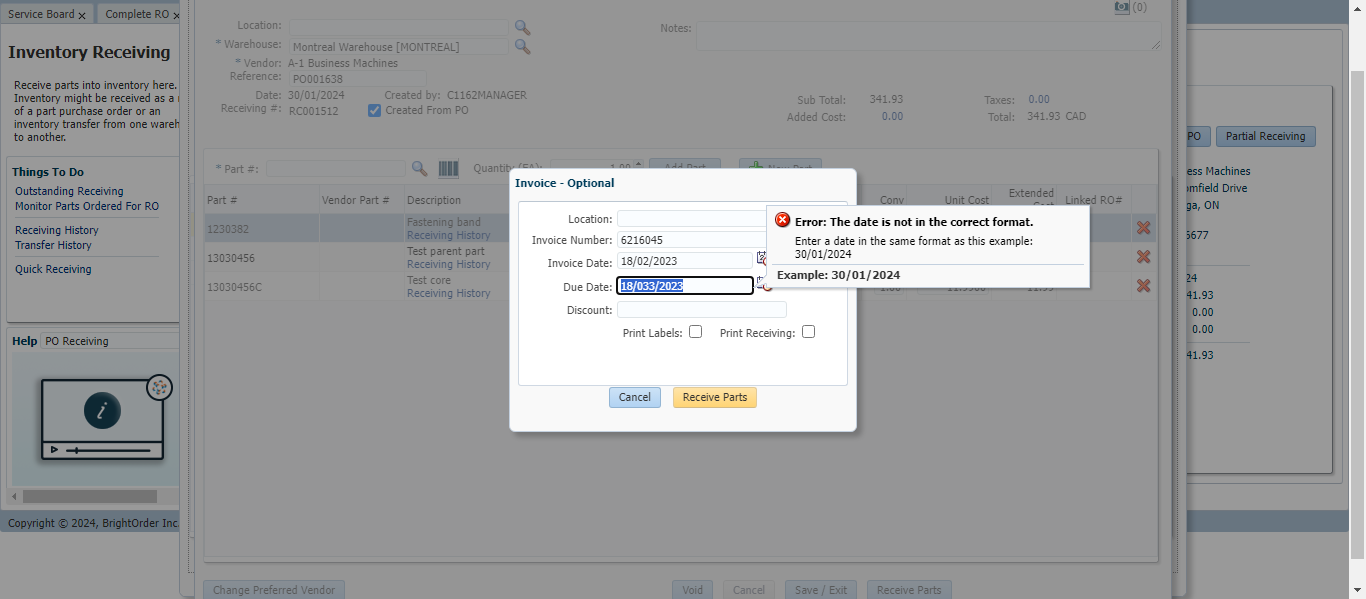 Service Board x
Complete RO x
Inventory Receiving
Receive parts into inventory here.
Inventory might be received as a
of a part purchase order or an
inventory transfer from one wareh
to another.
Things To Do
Outstanding Receiving
Monitor Parts Ordered For RO
Receiving History
Transfer History
Quick Receiving
Help PO Receiving
Copyright © 2024, BrightOrder Inc.
Location:
* Warehouse: Montreal Warehouse [MONTREAL]
* Vendor: A-1 Business Machines
Reference: PO001638
Date: 30/01/2024 Created by: C1162MANAGER
Receiving #: RC001512 Created From PO
(0)
Notes:
Sub Total: 341.93 Taxes: 0.00
Added Cost: 0.00 Total: 341.93 CAD
* Part #: Quantity (EA): 1.00 Add Part New Part
Part # Vendor Part # Description Conv Unit Cost Extended Cost Linked RO#
1230382 Fastening band
Receiving History
13030456 Test parent part
Receiving History
13030456C Test core
Receiving History
Invoice - Optional
Location:
Invoice Number: 6216045
Invoice Date: 18/02/2023
Due Date: 18/033/2023
Discount:
Print Labels: Print Receiving:
Cancel Receive Parts
Error: The date is not in the correct format.
Enter a date in the same format as this example:
30/01/2024
Example: 30/01/2024
Change Preferred Vendor Void Cancel Save / Exit Receive Parts
PO Partial Receiving
ess Machines
omfield Drive
ga, ON
6677
24
41.93
0.00
0.00
41.93